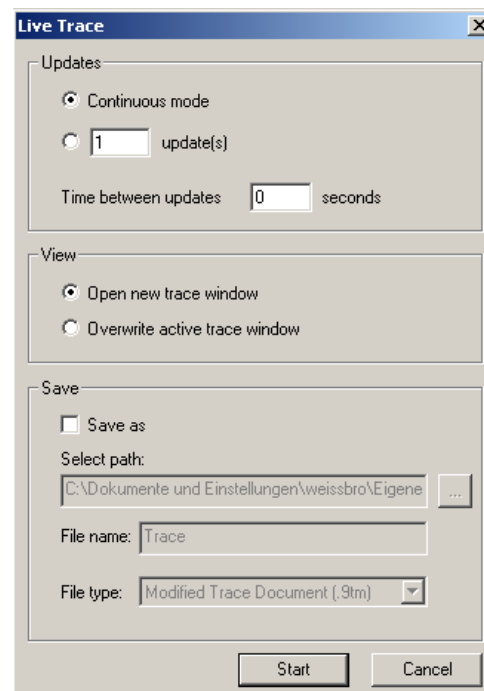 Live Trace
Updates
Continuous mode
1 update(s)
Time between updates 0 seconds
View
Open new trace window
Overwrite active trace window
Save
Save as
Select path:
C:\Dokumente und Einstellungen\weissbro\Eigene ...
File name: Trace
File type: Modified Trace Document (.9tm)
Start Cancel